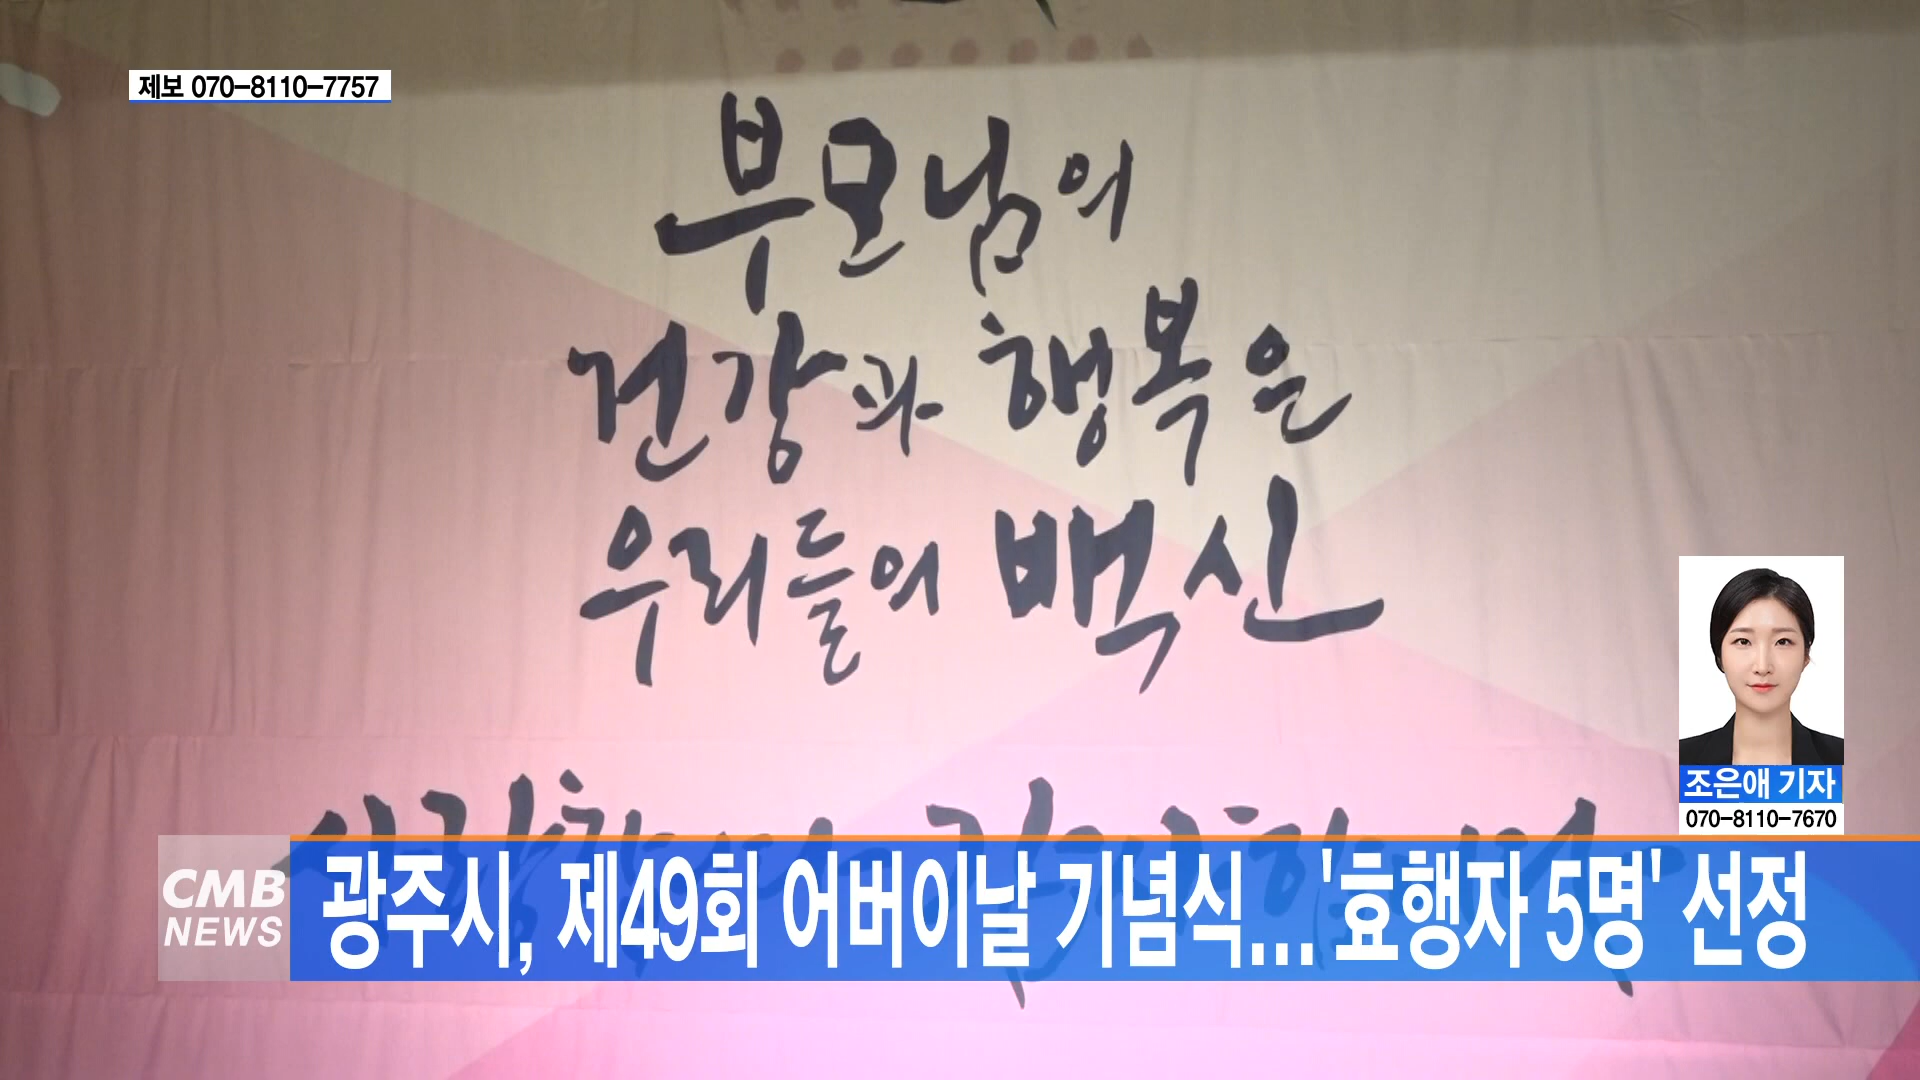 제보 070-8110-7757
부모님의
건강과 행복은
우리들의 백신
조은애 기자
070-8110-7670
CMB
NEWS
광주시, 제49회 어버이날 기념식...'효행자 5명' 선정